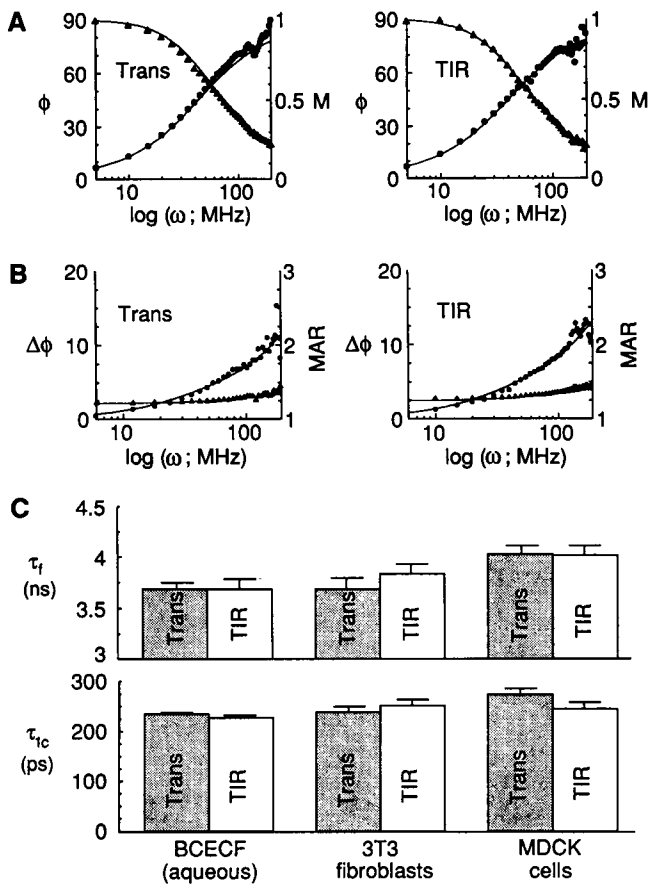 A
90
60
ϕ
30
0
Trans
1
0.5 M
0
10 100
log (ω ; MHz)
90
60
ϕ
30
0
TIR
1
0.5 M
0
10 100
log (ω ; MHz)
B
20
Δϕ 10
0
Trans
3
2
1
MAR
10 100
log (ω ; MHz)
20
Δϕ 10
0
TIR
3
2
1
MAR
10 100
log (ω ; MHz)
C
4.5
4
3.5
3
τf
(ns)
Trans
TIR
Trans
TIR
Trans
TIR
300
200
100
0
τfc
(ps)
Trans
TIR
Trans
TIR
Trans
TIR
BCECF
(aqueous)
3T3
fibroblasts
MDCK
cells